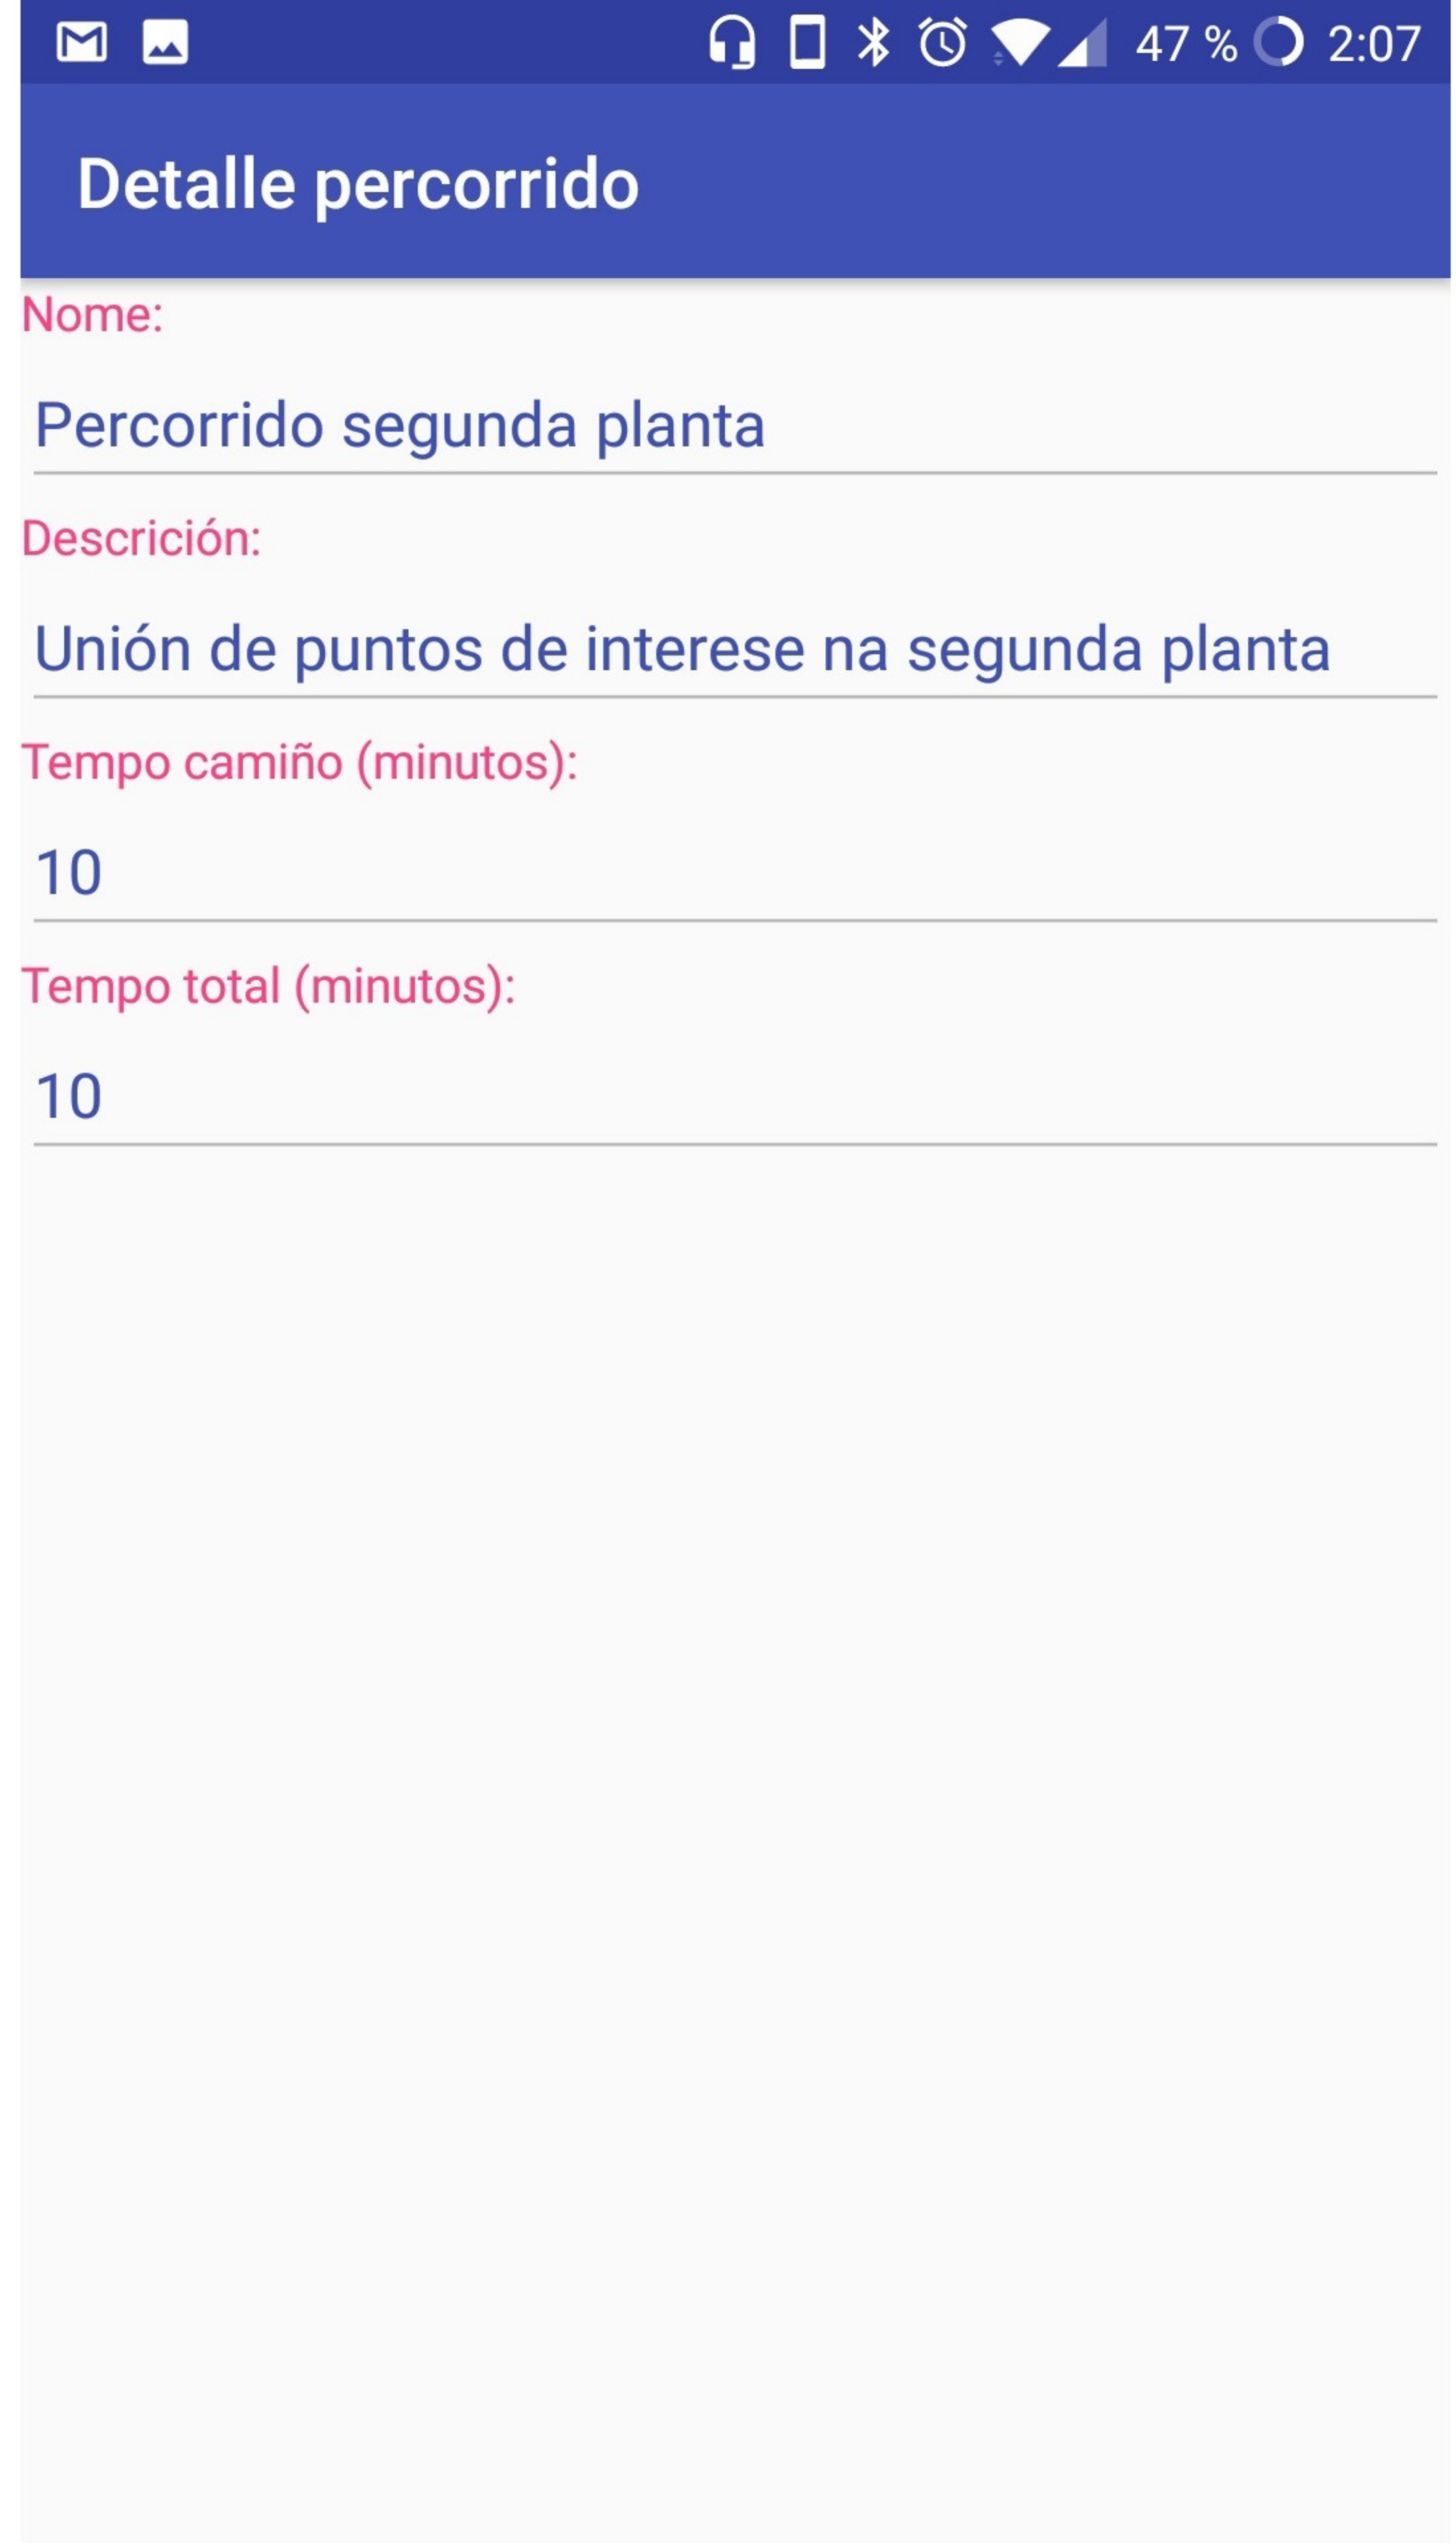 47 % 2:07
Detalle percorrido
Nome:
Percorrido segunda planta
Descrición:
Unión de puntos de interese na segunda planta
Tempo camiño (minutos):
10
Tempo total (minutos):
10